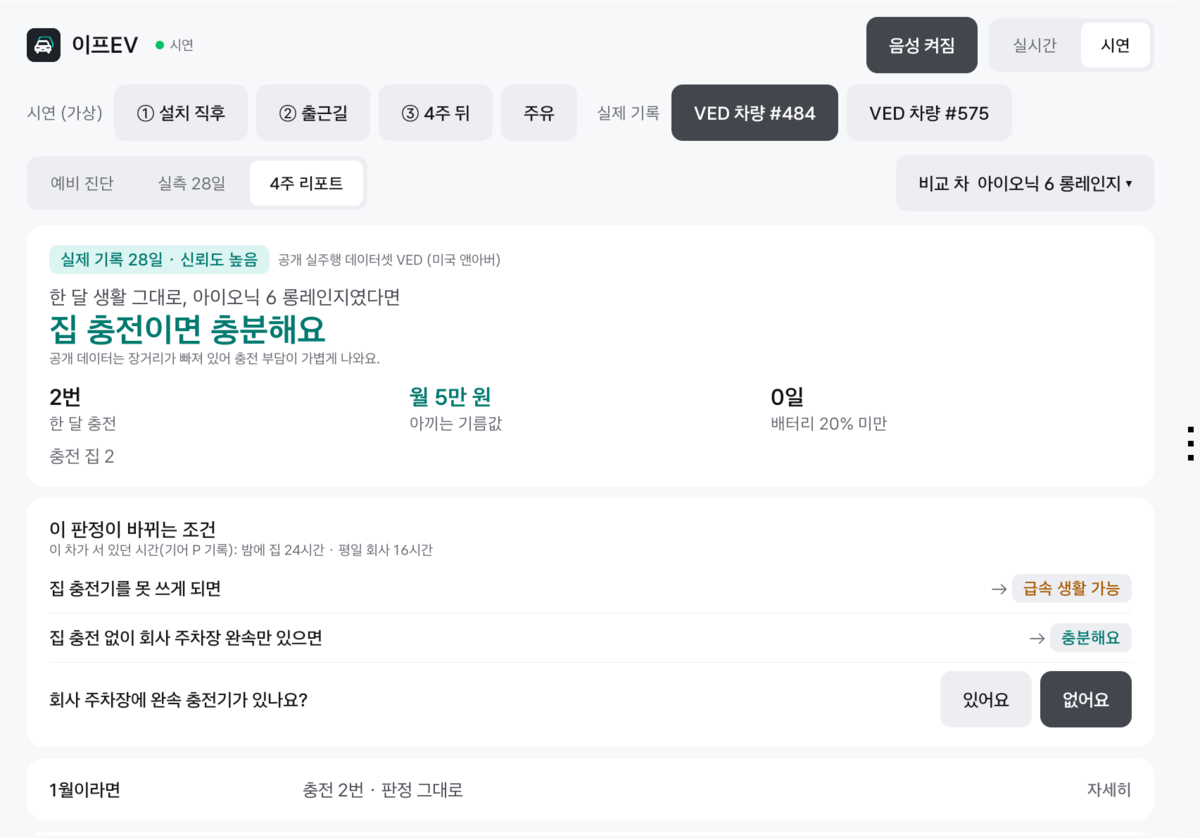 이프EV ● 시연 음성 켜짐 실시간 시연
시연 (가상) ① 설치 직후 ② 출근길 ③ 4주 뒤 주유 실제 기록 VED 차량 #484 VED 차량 #575
예비 진단 실측 28일 4주 리포트 비교 차 아이오닉 6 롱레인지 ▾
실제 기록 28일 · 신뢰도 높음 공개 실주행 데이터셋 VED (미국 앤아버)
한 달 생활 그대로, 아이오닉 6 롱레인지였다면
집 충전이면 충분해요
공개 데이터는 장거리가 빠져 있어 충전 부담이 가볍게 나와요.
2번 월 5만 원 0일
한 달 충전 아끼는 기름값 배터리 20% 미만
충전 집 2
이 판정이 바뀌는 조건
이 차가 서 있던 시간(기어 P 기록): 밤에 집 24시간 · 평일 회사 16시간
집 충전기를 못 쓰게 되면 → 급속 생활 가능
집 충전 없이 회사 주차장 완속만 있으면 → 충분해요
회사 주차장에 완속 충전기가 있나요? 있어요 없어요
1월이라면 충전 2번 · 판정 그대로 자세히